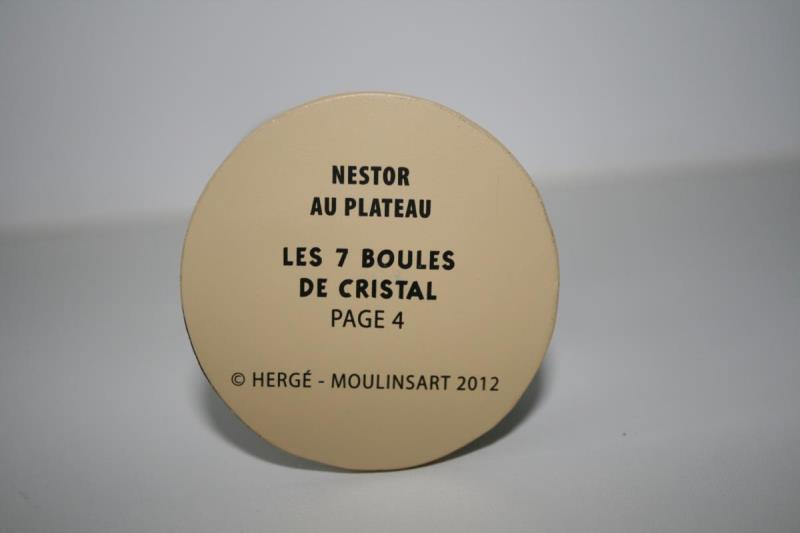 NESTOR
AU PLATEAU
LES 7 BOULES
DE CRISTAL
PAGE 4
© HERGÉ - MOULINSART 2012